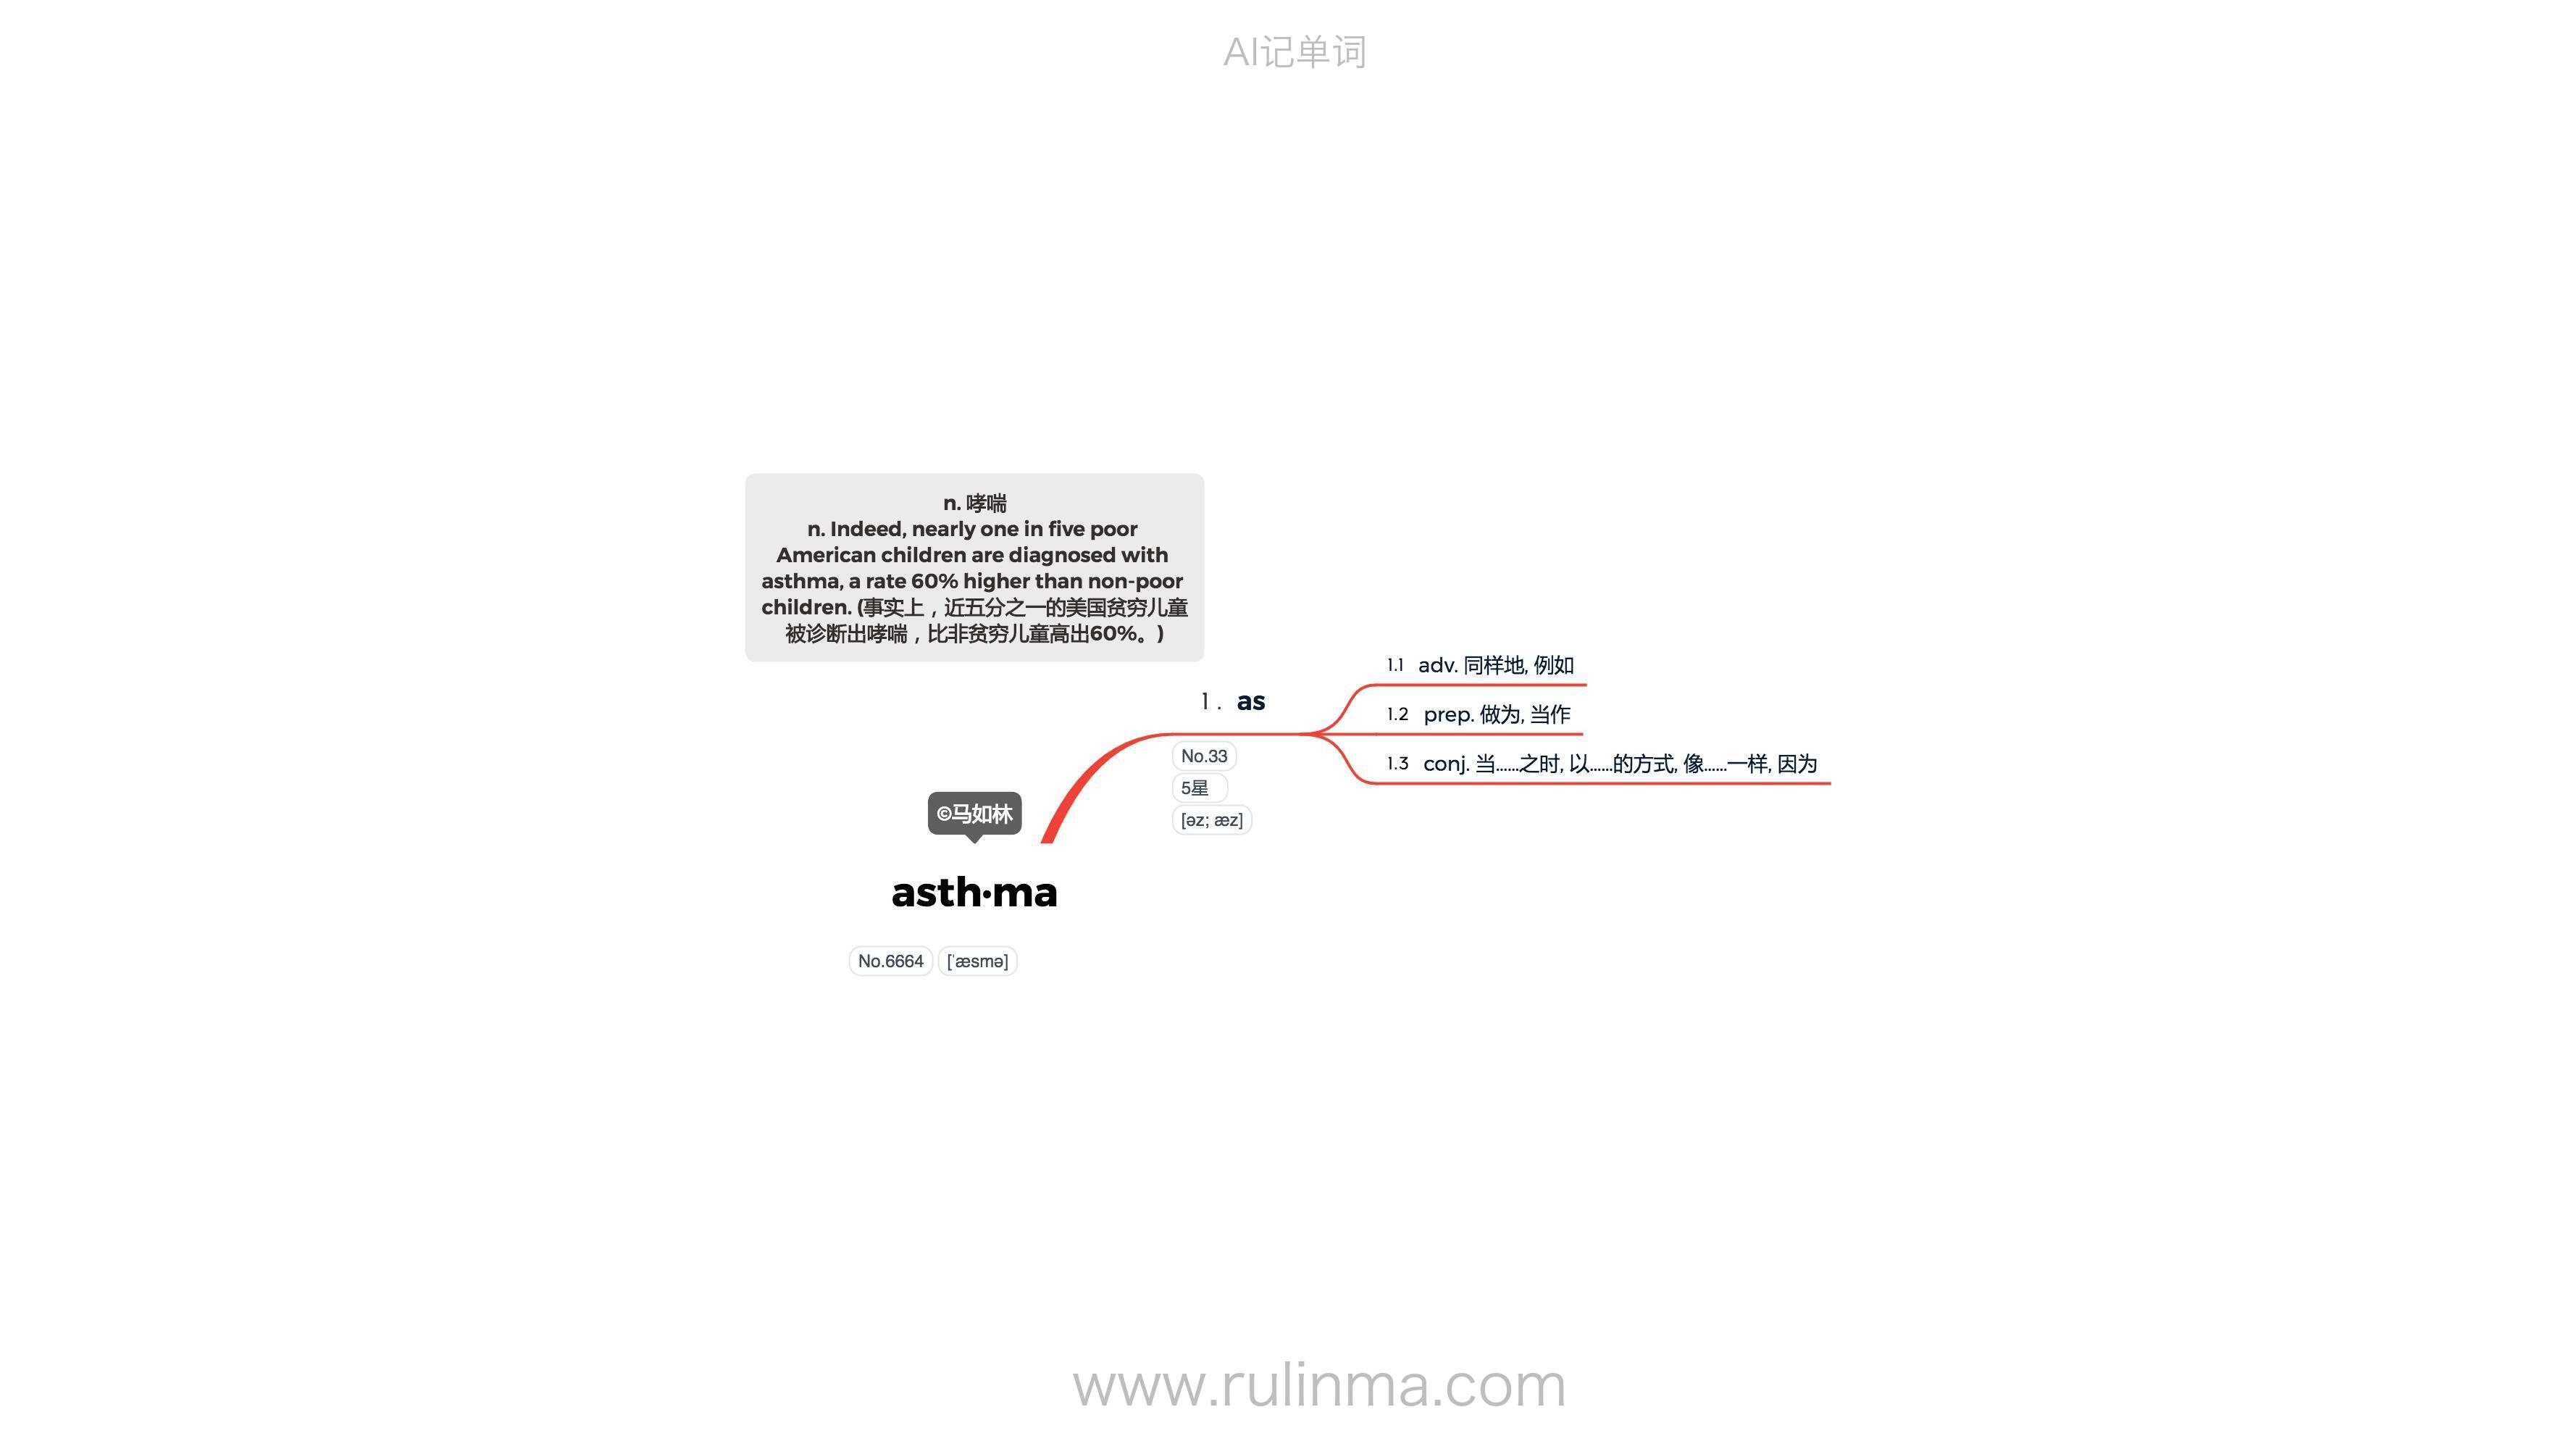 AI记单词
n. 哮喘
n. Indeed, nearly one in five poor
American children are diagnosed with
asthma, a rate 60% higher than non-poor
children. (事实上，近五分之一的美国贫穷儿童
被诊断出哮喘，比非贫穷儿童高出60%。)
1. as
No.33
5星
[əz; æz]
1.1 adv. 同样地, 例如
1.2 prep. 做为, 当作
1.3 conj. 当……之时, 以……的方式, 像……一样, 因为
©马如林
asth·ma
No.6664 [ˈæsmə]
www.rulinma.com